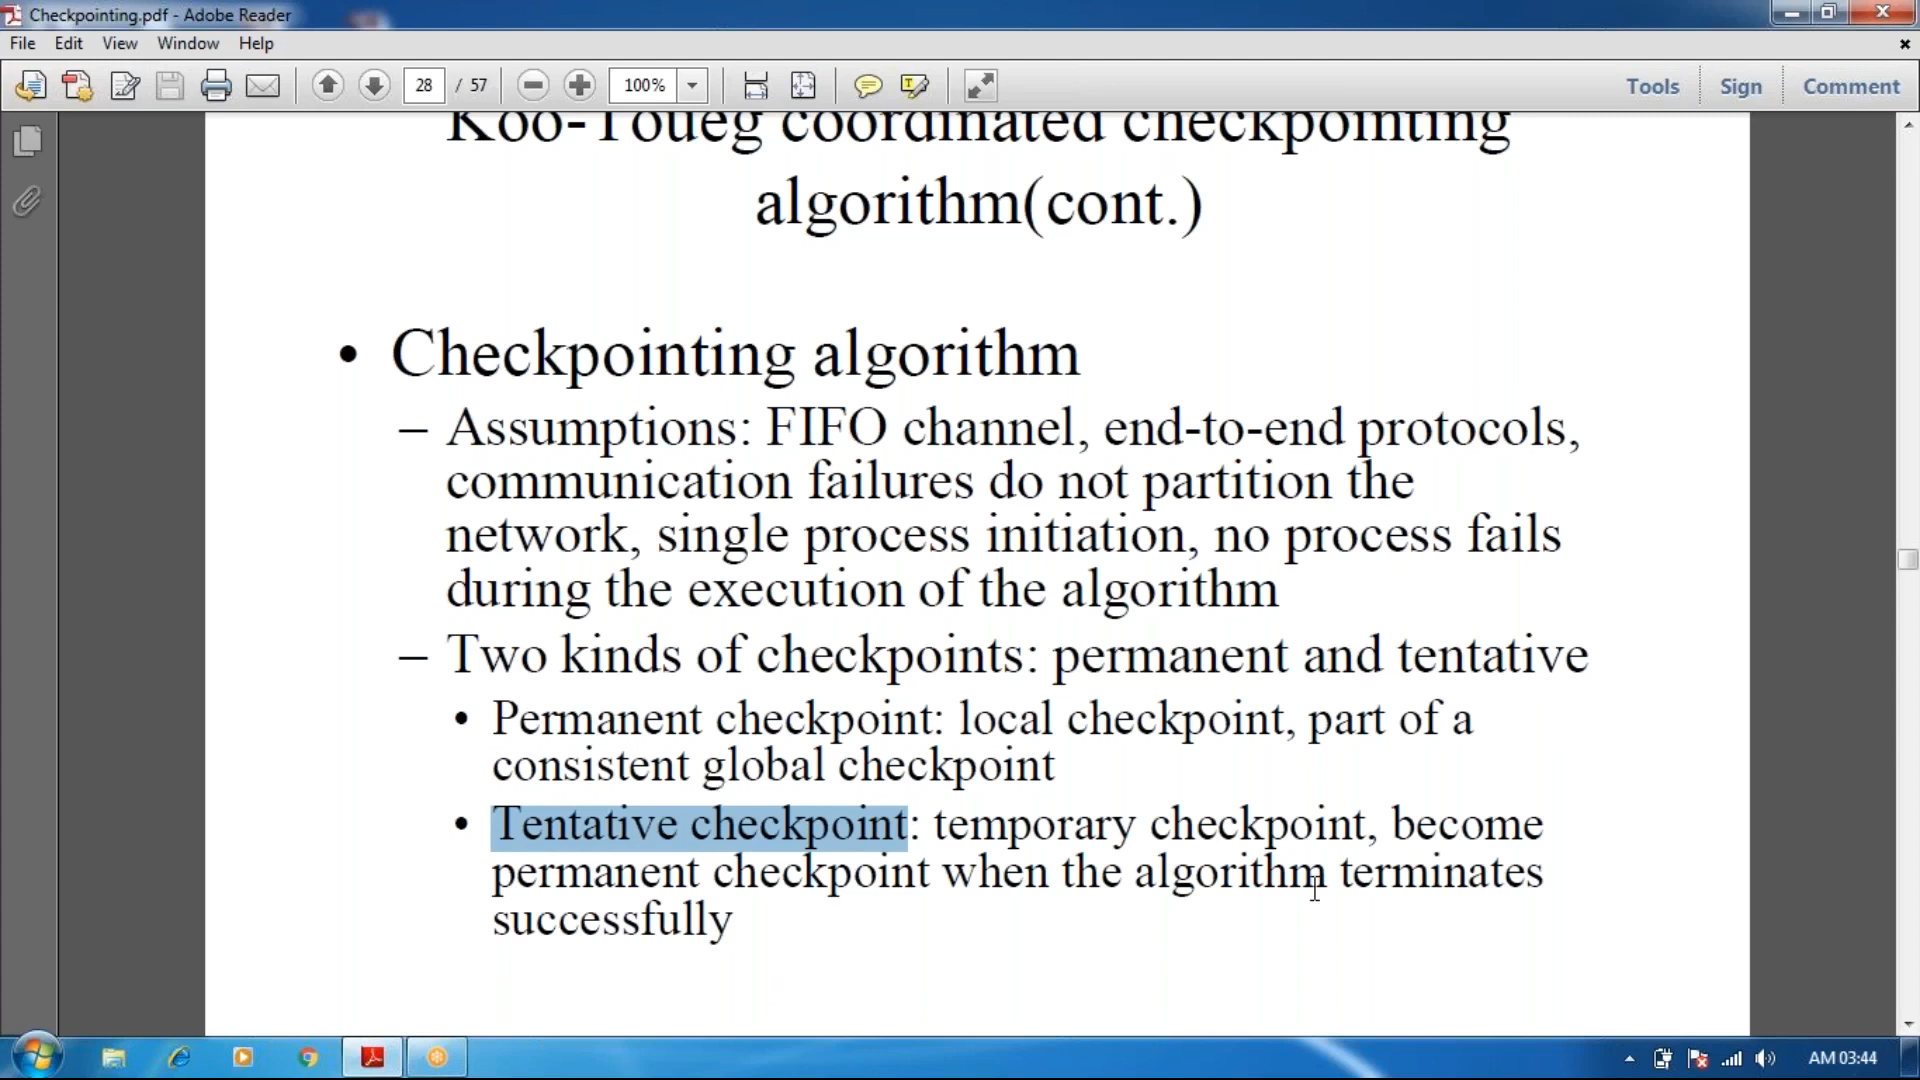 Checkpointing.pdf - Adobe Reader
File Edit View Window Help
28 / 57 100% Tools Sign Comment
Koo-Toueg coordinated checkpointing
algorithm(cont.)
• Checkpointing algorithm
– Assumptions: FIFO channel, end-to-end protocols,
communication failures do not partition the
network, single process initiation, no process fails
during the execution of the algorithm
– Two kinds of checkpoints: permanent and tentative
• Permanent checkpoint: local checkpoint, part of a
consistent global checkpoint
• Tentative checkpoint: temporary checkpoint, become
permanent checkpoint when the algorithm terminates
successfully
AM 03:44